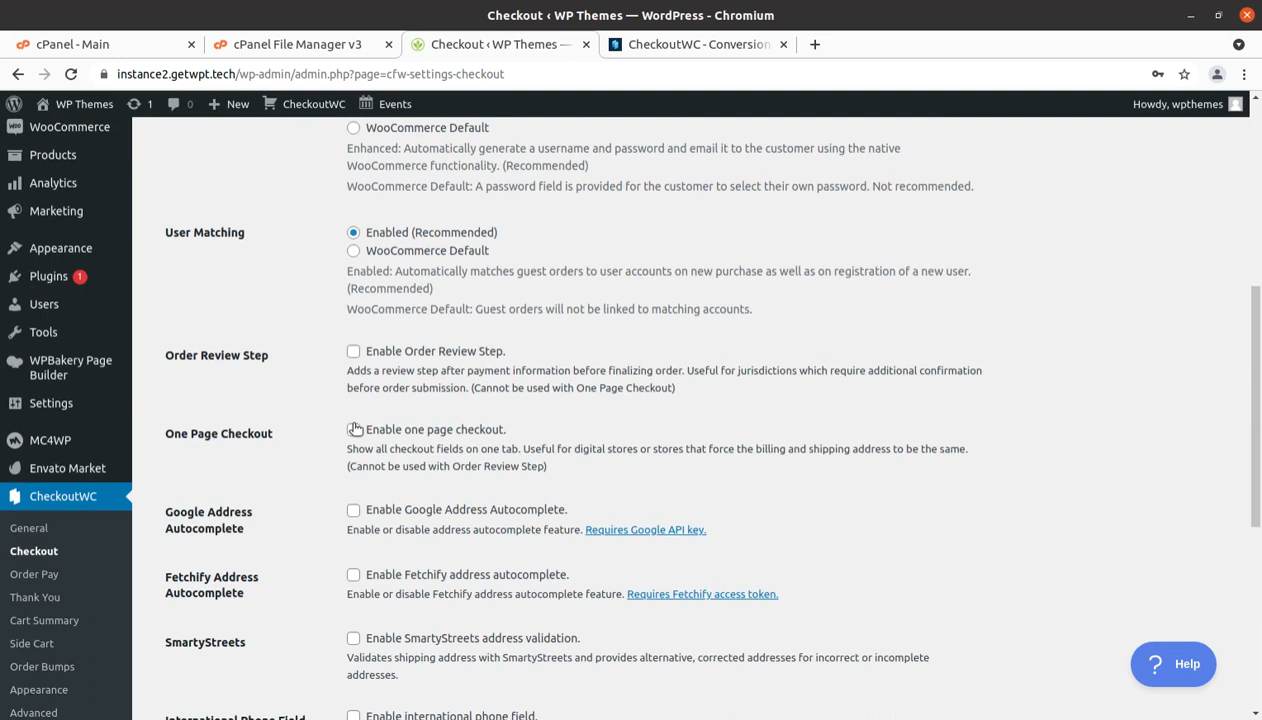 Checkout ‹ WP Themes — WordPress - Chromium
cPanel - Main
cPanel File Manager v3
Checkout ‹ WP Themes —
CheckoutWC - Conversion
instance2.getwpt.tech/wp-admin/admin.php?page=cfw-settings-checkout
WP Themes
1
0
New
CheckoutWC
Events
Howdy, wpthemes
WooCommerce
Products
Analytics
Marketing
Appearance
Plugins 1
Users
Tools
WPBakery Page
Builder
Settings
MC4WP
Envato Market
CheckoutWC
General
Checkout
Order Pay
Thank You
Cart Summary
Side Cart
Order Bumps
Appearance
Advanced
WooCommerce Default
Enhanced: Automatically generate a username and password and email it to the customer using the native
WooCommerce functionality. (Recommended)
WooCommerce Default: A password field is provided for the customer to select their own password. Not recommended.
User Matching
Enabled (Recommended)
WooCommerce Default
Enabled: Automatically matches guest orders to user accounts on new purchase as well as on registration of a new user.
(Recommended)
WooCommerce Default: Guest orders will not be linked to matching accounts.
Order Review Step
Enable Order Review Step.
Adds a review step after payment information before finalizing order. Useful for jurisdictions which require additional confirmation
before order submission. (Cannot be used with One Page Checkout)
One Page Checkout
Enable one page checkout.
Show all checkout fields on one tab. Useful for digital stores or stores that force the billing and shipping address to be the same.
(Cannot be used with Order Review Step)
Google Address
Autocomplete
Enable Google Address Autocomplete.
Enable or disable address autocomplete feature. Requires Google API key.
Fetchify Address
Autocomplete
Enable Fetchify address autocomplete.
Enable or disable Fetchify address autocomplete feature. Requires Fetchify access token.
SmartyStreets
Enable SmartyStreets address validation.
Validates shipping address with SmartyStreets and provides alternative, corrected addresses for incorrect or incomplete
addresses.
International Phone Field
Enable international phone field.
? Help